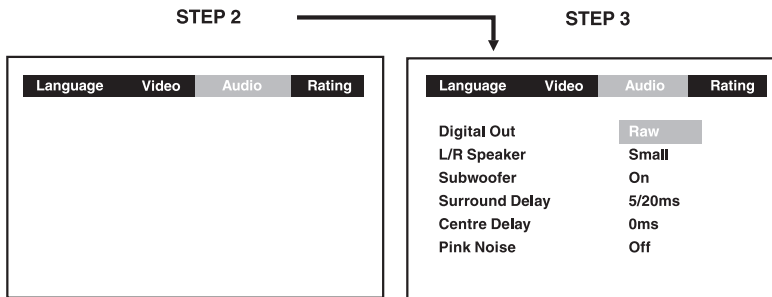 STEP 2
STEP 3
Language Video Audio Rating
Language Video Audio Rating
Digital Out Raw
L/R Speaker Small
Subwoofer On
Surround Delay 5/20ms
Centre Delay 0ms
Pink Noise Off